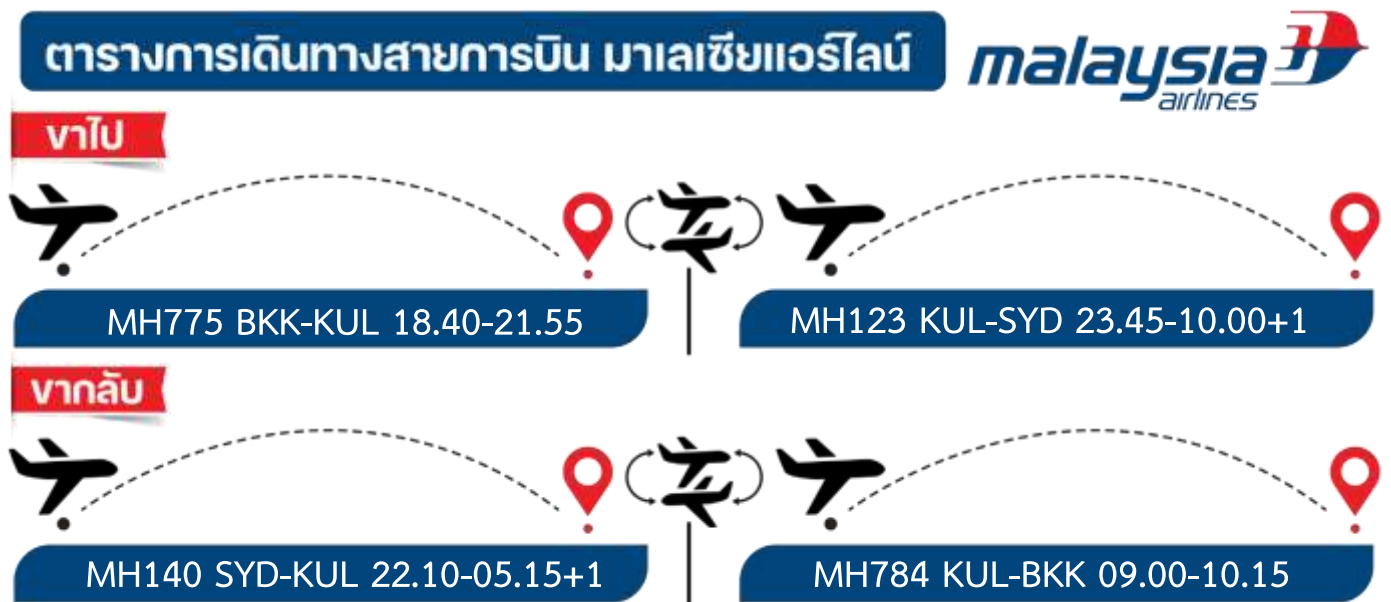 ตารางการเดินทางสายการบิน มาเลเซียแอร์ไลน์
malaysia
airlines
ขาไป
MH775 BKK-KUL 18.40-21.55
MH123 KUL-SYD 23.45-10.00+1
ขากลับ
MH140 SYD-KUL 22.10-05.15+1
MH784 KUL-BKK 09.00-10.15